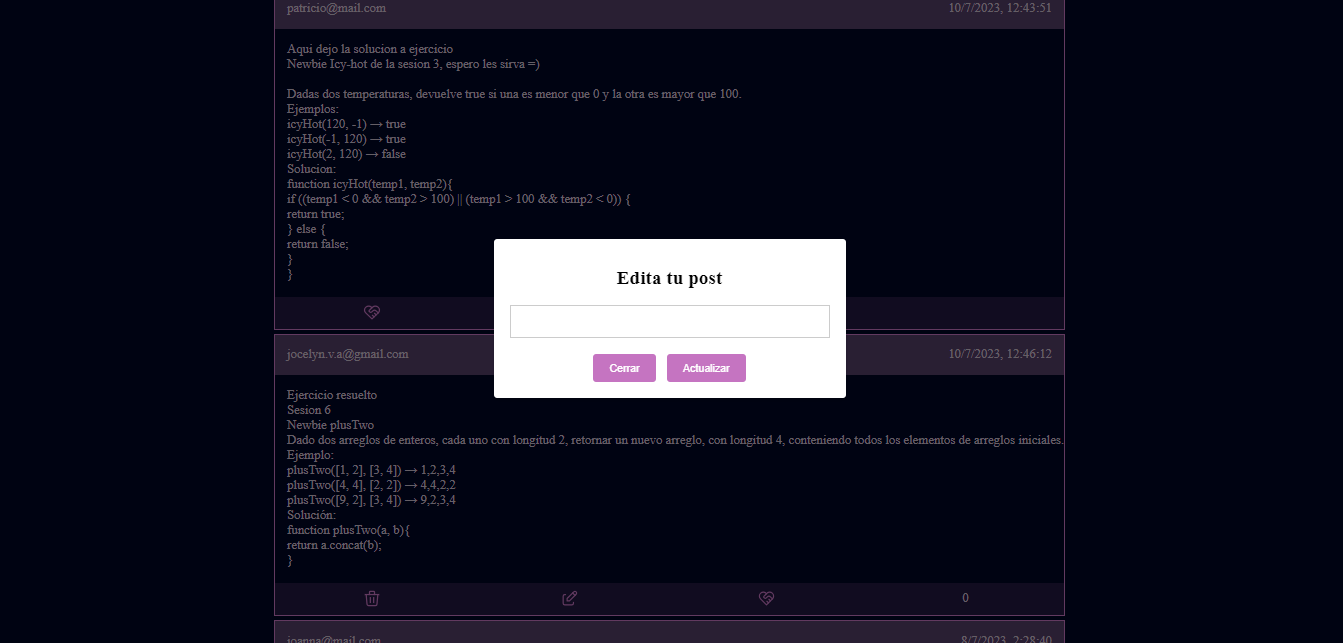 patricio@mail.com 10/7/2023, 12:43:51
Aqui dejo la solucion a ejercicio
Newbie Icy-hot de la sesion 3, espero les sirva =)
Dadas dos temperaturas, devuelve true si una es menor que 0 y la otra es mayor que 100.
Ejemplos:
icyHot(120, -1) → true
icyHot(-1, 120) → true
icyHot(2, 120) → false
Solucion:
function icyHot(temp1, temp2){
if ((temp1 < 0 && temp2 > 100) || (temp1 > 100 && temp2 < 0)) {
return true;
} else {
return false;
}
}
Edita tu post
Cerrar Actualizar
jocelyn.v.a@gmail.com 10/7/2023, 12:46:12
Ejercicio resuelto
Sesion 6
Newbie plusTwo
Dado dos arreglos de enteros, cada uno con longitud 2, retornar un nuevo arreglo, con longitud 4, conteniendo todos los elementos de arreglos iniciales.
Ejemplo:
plusTwo([1, 2], [3, 4]) → 1,2,3,4
plusTwo([4, 4], [2, 2]) → 4,4,2,2
plusTwo([9, 2], [3, 4]) → 9,2,3,4
Solución:
function plusTwo(a, b){
return a.concat(b);
}
0
joanna@mail.com 8/7/2023, 2:28:40